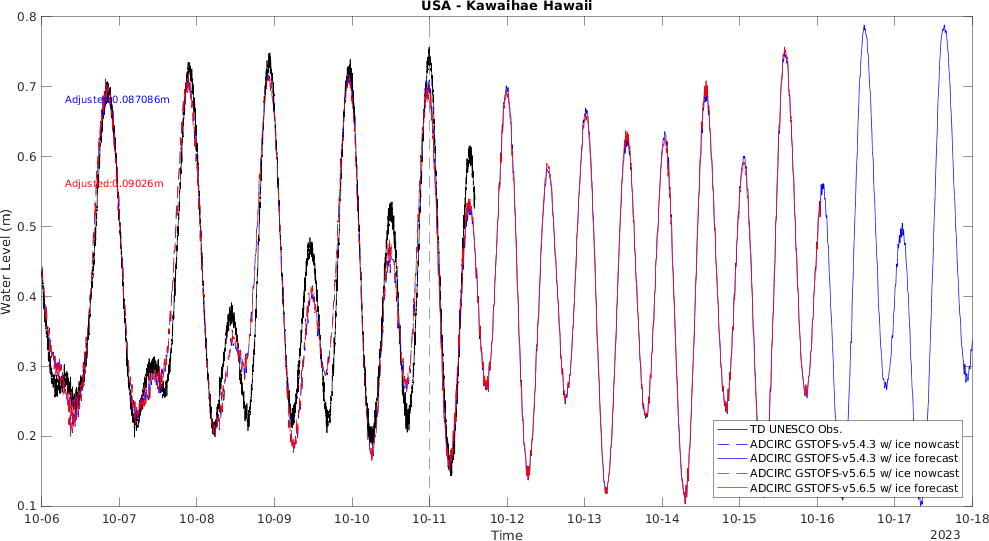 USA - Kawaihae Hawaii
0.8
0.7
0.6
0.5
0.4
0.3
0.2
0.1
Water Level (m)
Adjusted:0.087086m
Adjusted:0.09026m
TD UNESCO Obs.
ADCIRC GSTOFS-v5.4.3 w/ ice nowcast
ADCIRC GSTOFS-v5.4.3 w/ ice forecast
ADCIRC GSTOFS-v5.6.5 w/ ice nowcast
ADCIRC GSTOFS-v5.6.5 w/ ice forecast
10-06 10-07 10-08 10-09 10-10 10-11 10-12 10-13 10-14 10-15 10-16 10-17 10-18
Time
2023